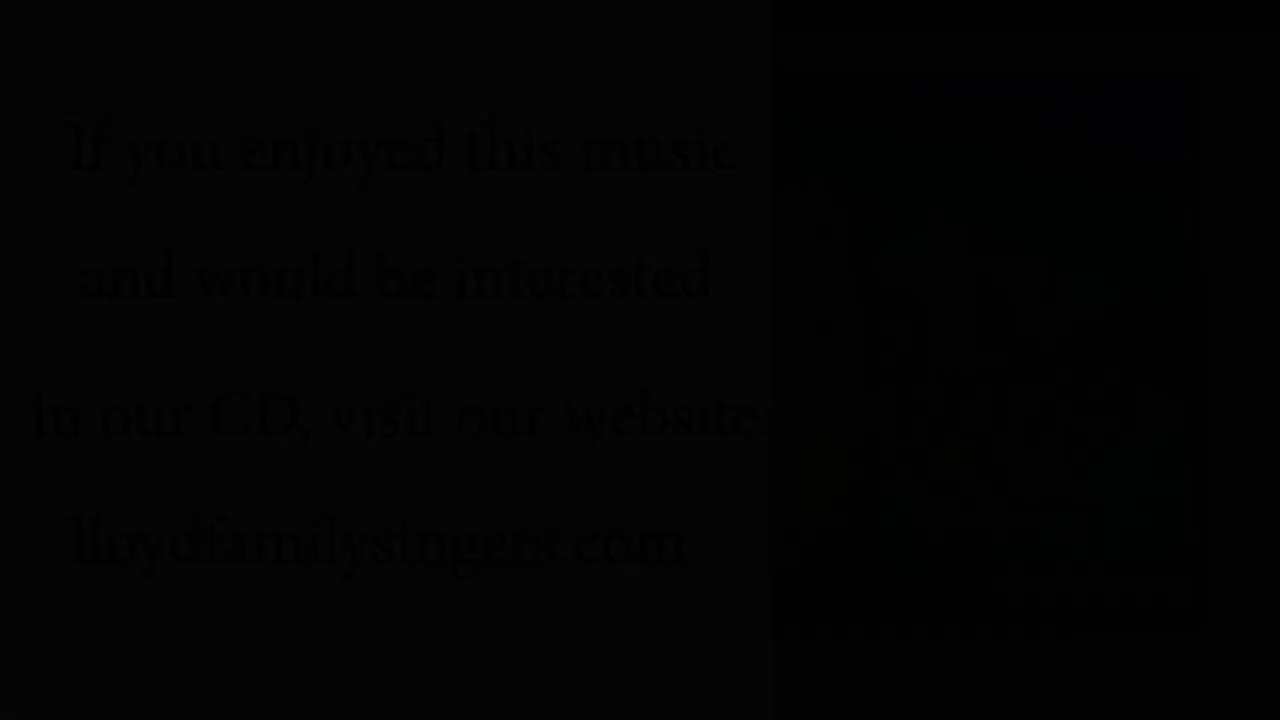 If you enjoyed this music
and would be interested
in our CD, visit our website:
lloydfamilysingers.com